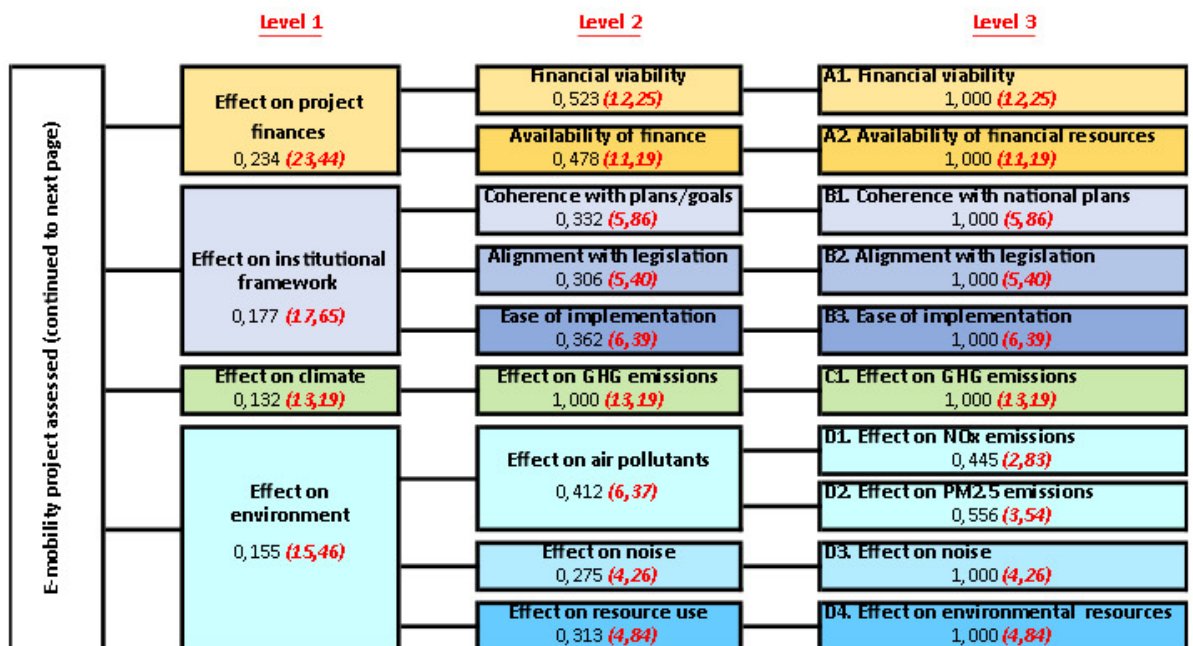 Level 1
Level 2
Level 3
E-mobility project assessed (continued to next page)
Effect on project
finances
0,234 (23,44)
Financial viability
0,523 (12,25)
A1. Financial viability
1,000 (12,25)
Availability of finance
0,478 (11,19)
A2. Availability of financial resources
1,000 (11,19)
Effect on institutional
framework
0,177 (17,65)
Coherence with plans/goals
0,332 (5,86)
B1. Coherence with national plans
1,000 (5,86)
Alignment with legislation
0,306 (5,40)
B2. Alignment with legislation
1,000 (5,40)
Ease of implementation
0,362 (6,39)
B3. Ease of implementation
1,000 (6,39)
Effect on climate
0,132 (13,19)
Effect on GHG emissions
1,000 (13,19)
C1. Effect on GHG emissions
1,000 (13,19)
Effect on
environment
0,155 (15,46)
Effect on air pollutants
0,412 (6,37)
D1. Effect on NOx emissions
0,445 (2,83)
D2. Effect on PM2.5 emissions
0,556 (3,54)
Effect on noise
0,275 (4,26)
D3. Effect on noise
1,000 (4,26)
Effect on resource use
0,313 (4,84)
D4. Effect on environmental resources
1,000 (4,84)